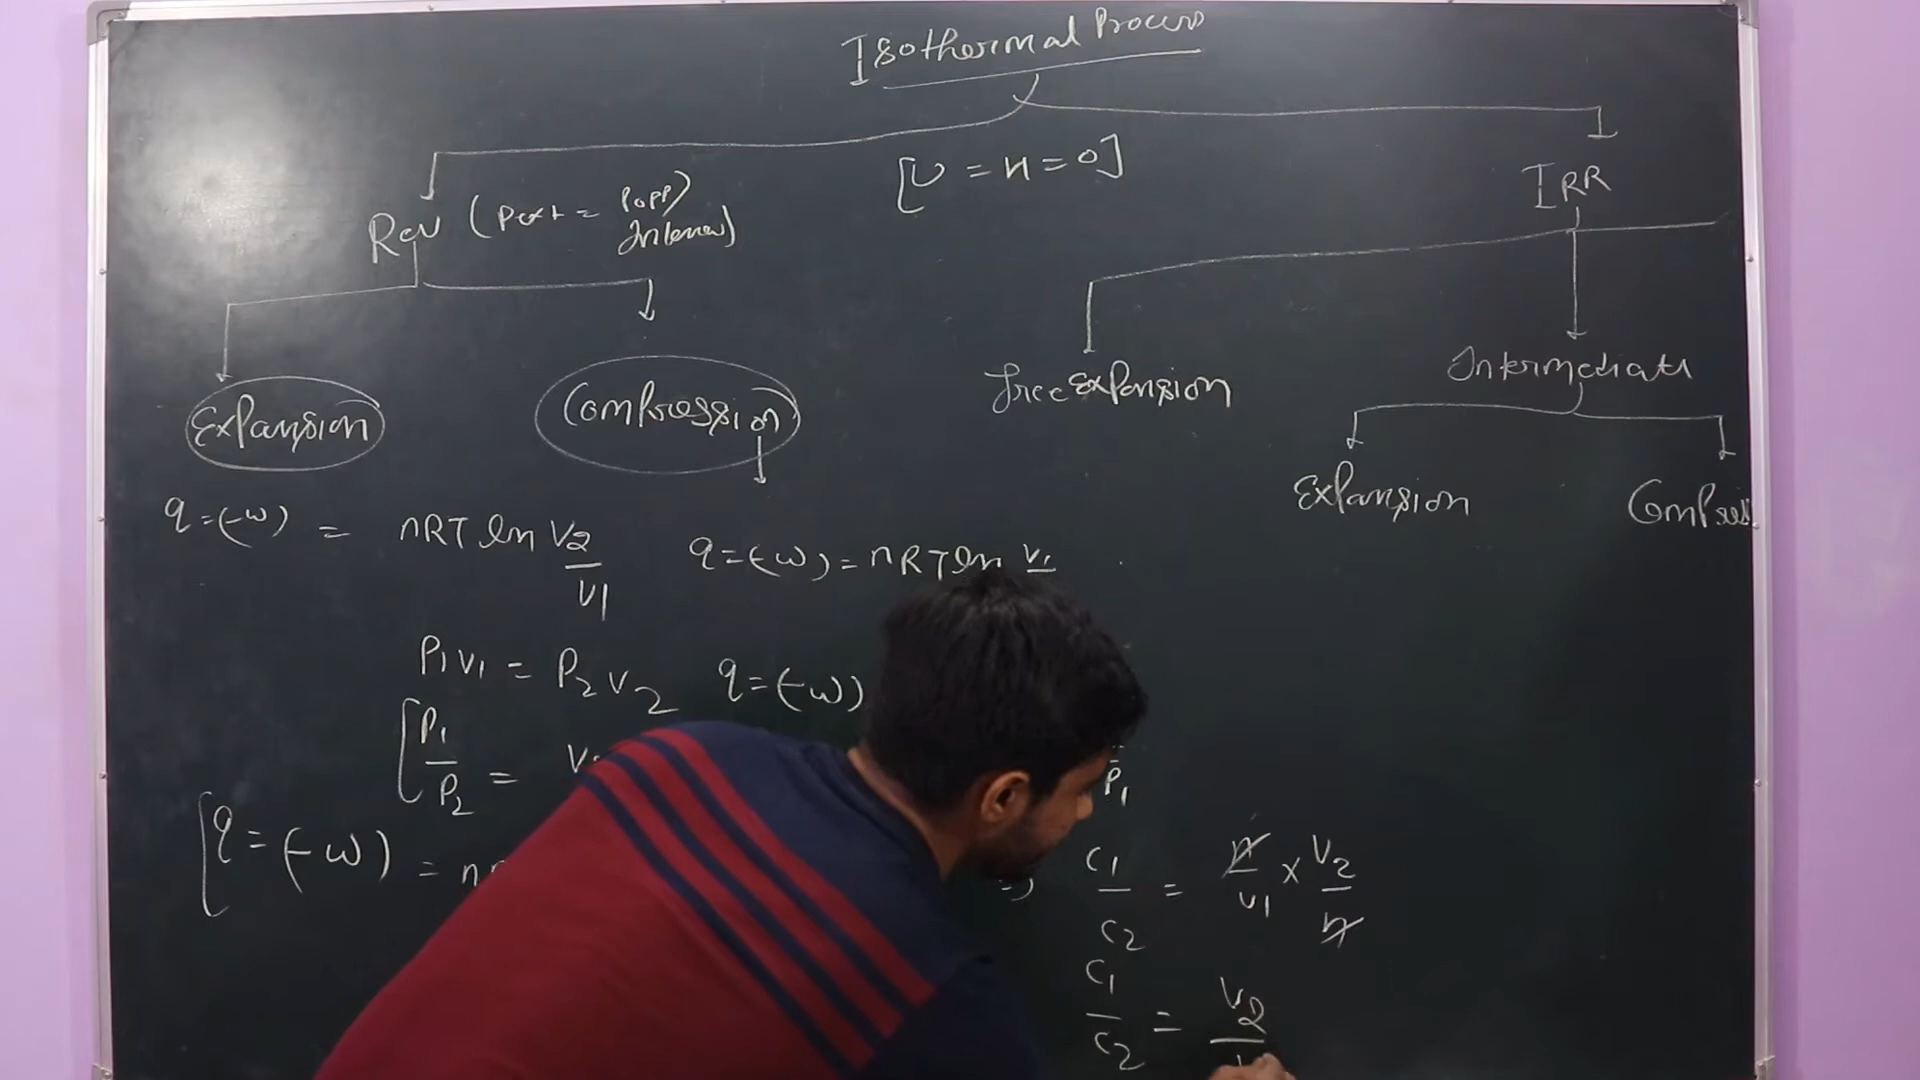 Isothermal Process
[U = H = 0]
Rev (Pext = Popp)
Internal)
IRR
Expansion
Compression
Free Expansion
Intermediate
Expansion
q = (-w) = nRT ln V2/V1
q = (-w) = nRT ln V1
P1V1 = P2V2
q = (-w)
[P1/P2 =
P1
[q = (-w) = n
=> C1/C2 = n/V1 × V2/n
C1/C2 = V2